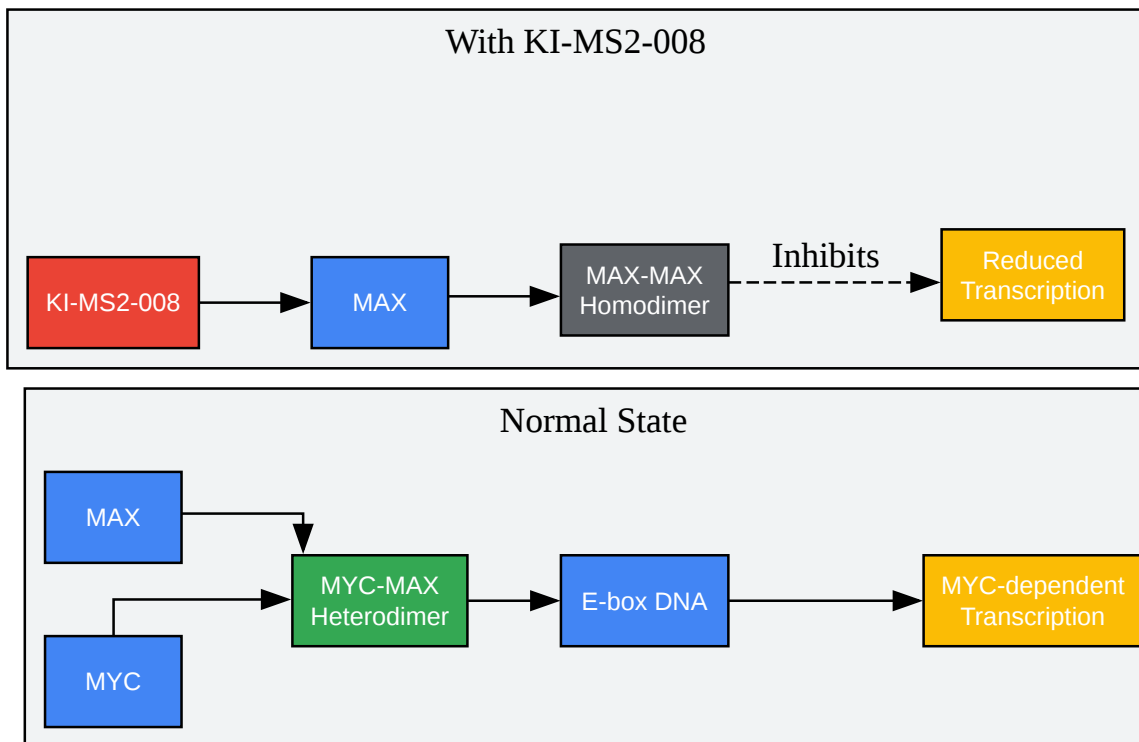 With KI-MS2-008
KI-MS2-008
MAX
MAX-MAX
Homodimer
Inhibits
Reduced
Transcription
Normal State
MAX
MYC
MYC-MAX
Heterodimer
E-box DNA
MYC-dependent
Transcription